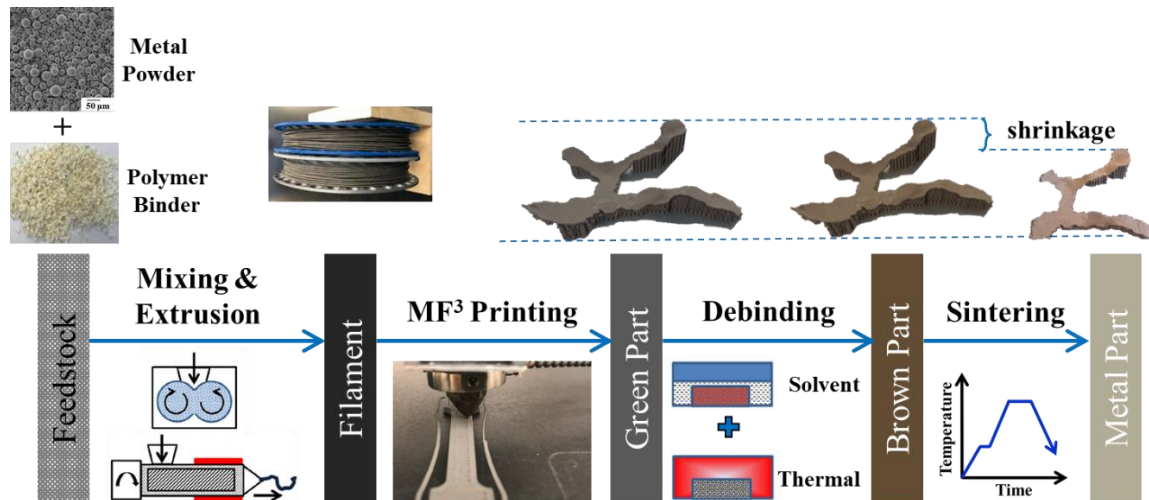 Metal
Powder
50 μm
+
Polymer
Binder
shrinkage
Feedstock
Mixing &
Extrusion
Filament
MF³ Printing
Green Part
Debinding
Solvent
Thermal
Brown Part
Sintering
Temperature
Time
Metal Part